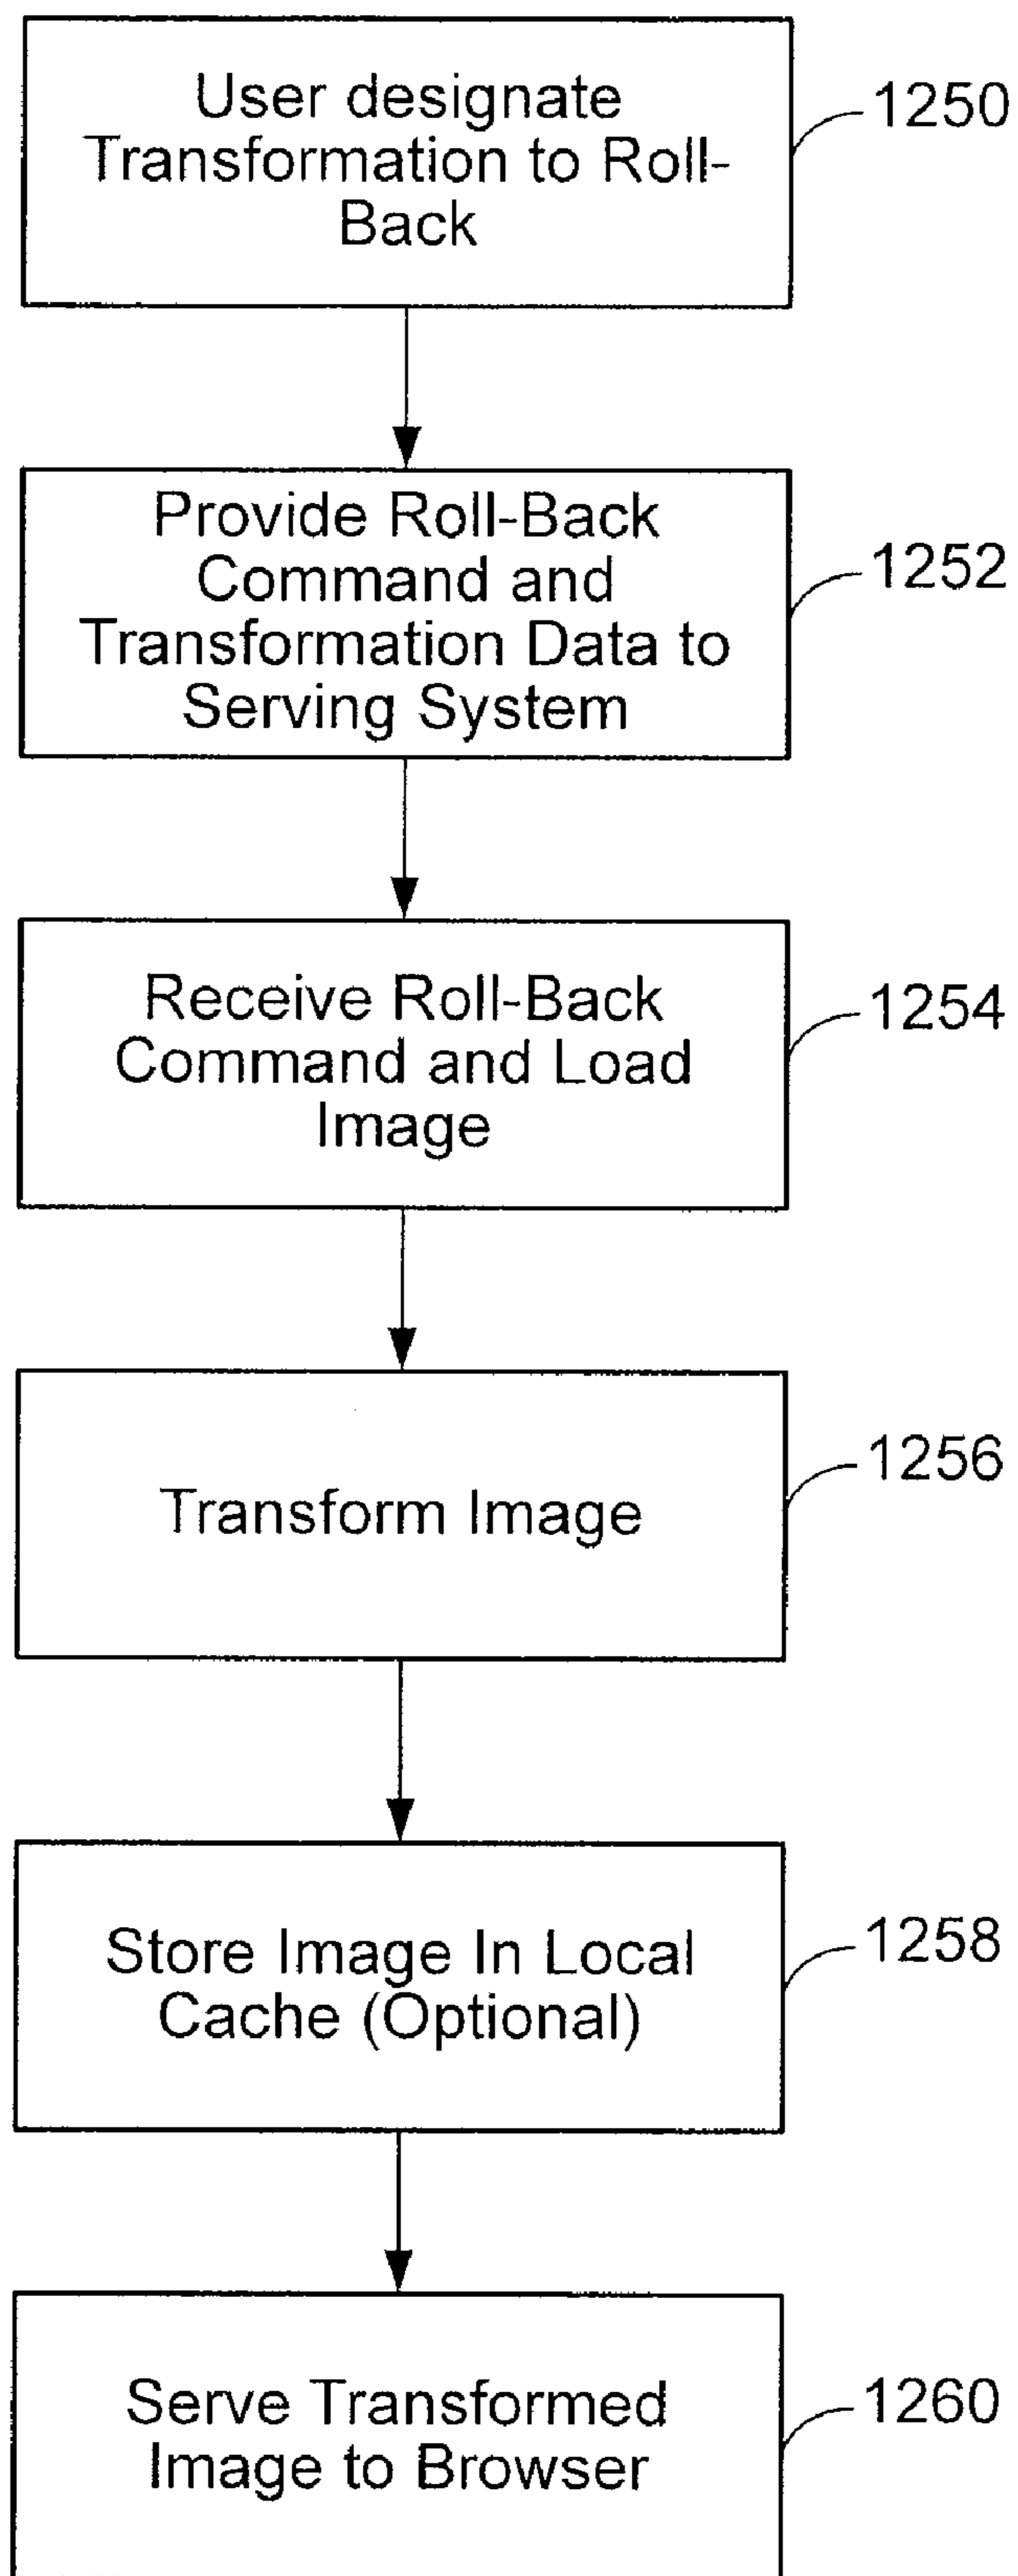 User designate
Transformation to Roll-
Back
1250
Provide Roll-Back
Command and
Transformation Data to
Serving System
1252
Receive Roll-Back
Command and Load
Image
1254
Transform Image
1256
Store Image In Local
Cache (Optional)
1258
Serve Transformed
Image to Browser
1260